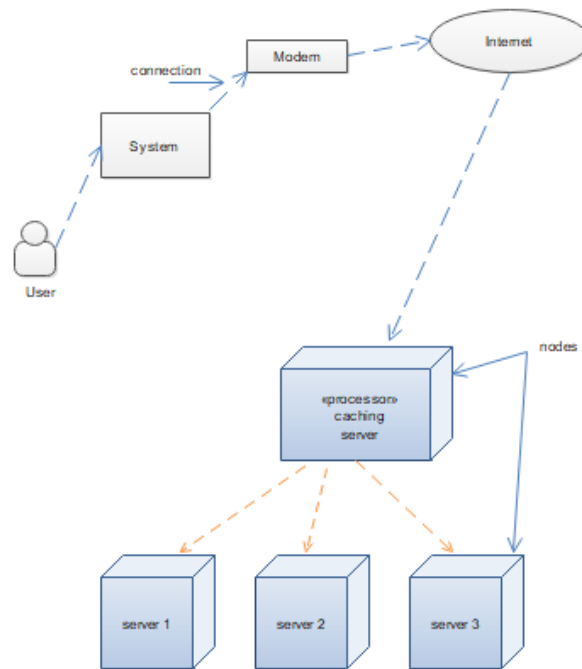 Internet
Modem
connection
System
User
nodes
«processor»
caching
server
server 1
server 2
server 3